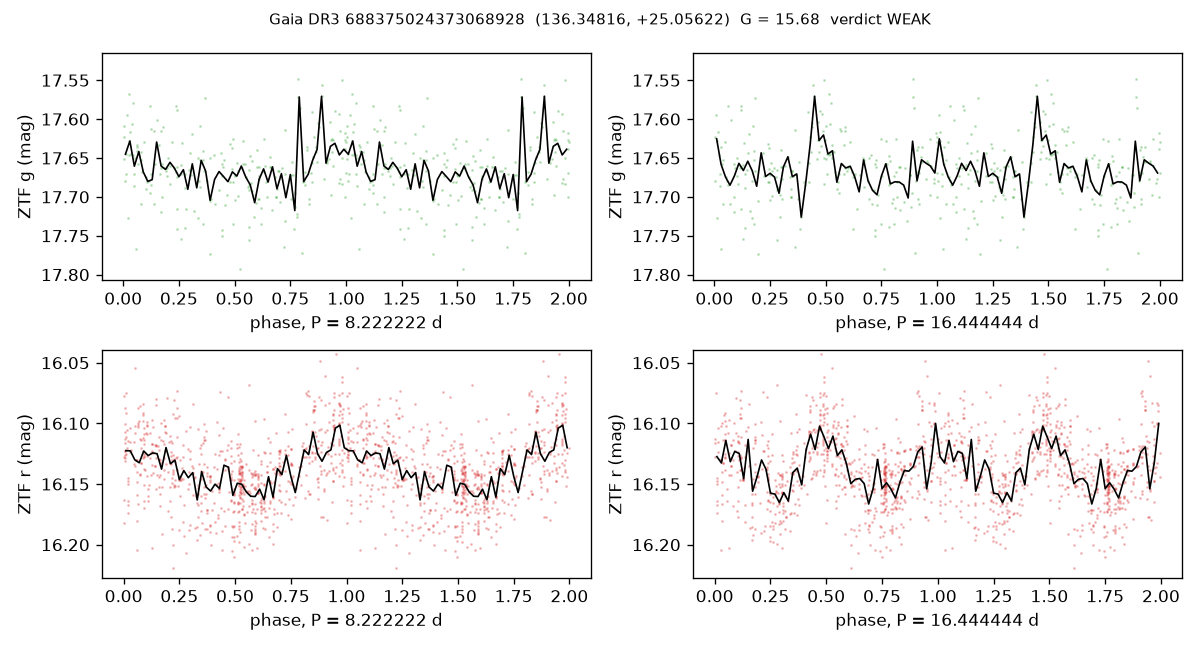 Gaia DR3 688375024373068928 (136.34816, +25.05622) G = 15.68 verdict WEAK
ZTF g (mag)
17.55
17.60
17.65
17.70
17.75
17.80
0.00 0.25 0.50 0.75 1.00 1.25 1.50 1.75 2.00
phase, P = 8.222222 d
ZTF g (mag)
17.55
17.60
17.65
17.70
17.75
17.80
0.00 0.25 0.50 0.75 1.00 1.25 1.50 1.75 2.00
phase, P = 16.444444 d
ZTF r (mag)
16.05
16.10
16.15
16.20
0.00 0.25 0.50 0.75 1.00 1.25 1.50 1.75 2.00
phase, P = 8.222222 d
ZTF r (mag)
16.05
16.10
16.15
16.20
0.00 0.25 0.50 0.75 1.00 1.25 1.50 1.75 2.00
phase, P = 16.444444 d